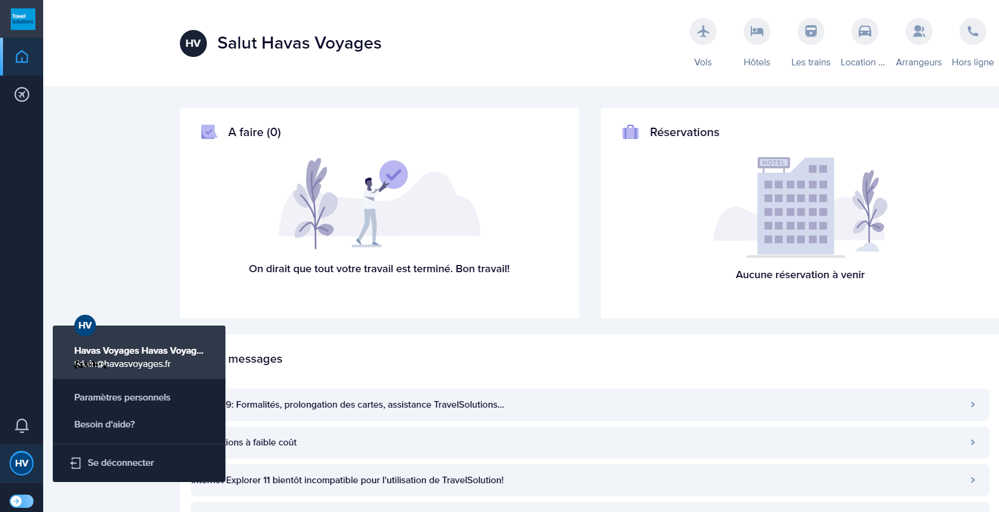 Travel
Solutions
HV
Salut Havas Voyages
Vols
Hôtels
Les trains
Location ...
Arrangeurs
Hors ligne
A faire (0)
On dirait que tout votre travail est terminé. Bon travail!
Réservations
HOTEL
Aucune réservation à venir
HV
Havas Voyages Havas Voyag...
@havasvoyages.fr
Paramètres personnels
Besoin d'aide?
Se déconnecter
HV
messages
9: Formalités, prolongation des cartes, assistance TravelSolutions...
à faible coût
Explorer 11 bientôt incompatible pour l'utilisation de TravelSolution!